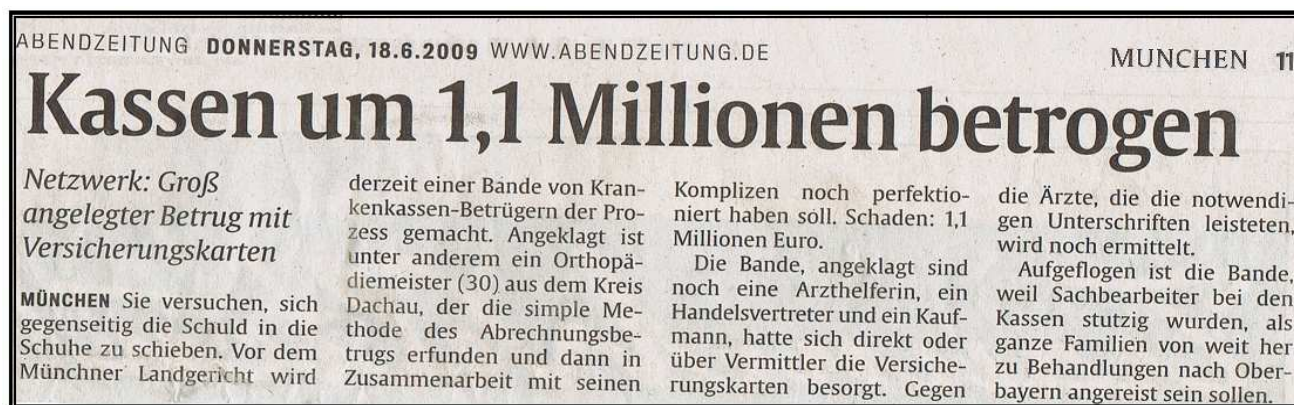 ABENDZEITUNG DONNERSTAG, 18.6.2009 WWW.ABENDZEITUNG.DE MÜNCHEN 11
Kassen um 1,1 Millionen betrogen
Netzwerk: Groß
angelegter Betrug mit
Versicherungskarten
MÜNCHEN Sie versuchen, sich
gegenseitig die Schuld in die
Schuhe zu schieben. Vor dem
Münchner Landgericht wird
derzeit einer Bande von Kran-
kenkassen-Betrügern der Pro-
zess gemacht. Angeklagt ist
unter anderem ein Orthopä-
diemeister (30) aus dem Kreis
Dachau, der die simple Me-
thode des Abrechnungsbe-
trugs erfunden und dann in
Zusammenarbeit mit seinen
Komplizen noch perfektio-
niert haben soll. Schaden: 1,1
Millionen Euro.
Die Bande, angeklagt sind
noch eine Arzthelferin, ein
Handelsvertreter und ein Kauf-
mann, hatte sich direkt oder
über Vermittler die Versiche-
rungskarten besorgt. Gegen
die Ärzte, die die notwendi-
gen Unterschriften leisteten,
wird noch ermittelt.
Aufgeflogen ist die Bande,
weil Sachbearbeiter bei den
Kassen stutzig wurden, als
ganze Familien von weit her
zu Behandlungen nach Ober-
bayern angereist sein sollen.